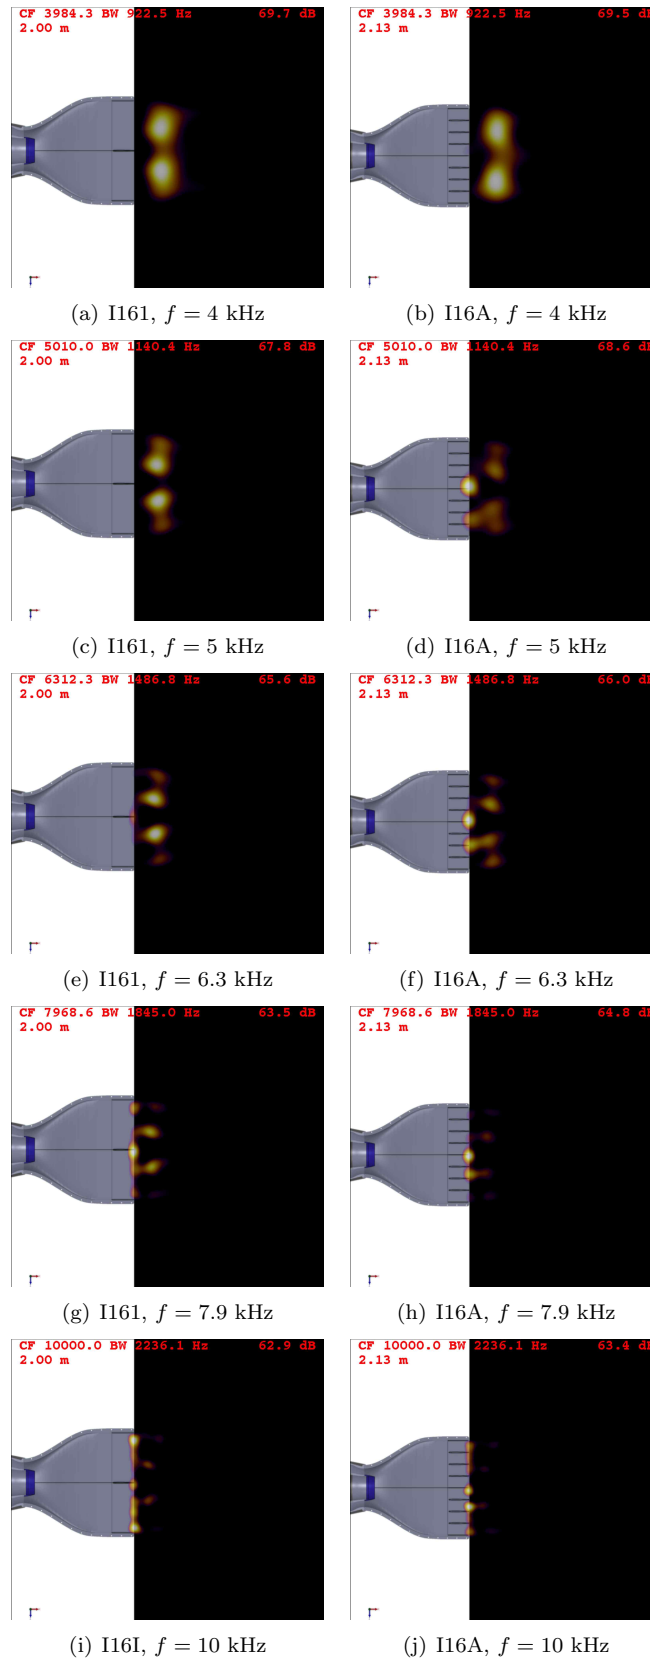 CF 3984.3 BW 922.5 Hz 69.7 dB
2.00 m
CF 3984.3 BW 922.5 Hz 69.5 dB
2.13 m
(a) I161, f = 4 kHz
(b) I16A, f = 4 kHz
CF 5010.0 BW 1140.4 Hz 67.8 dB
2.00 m
CF 5010.0 BW 1140.4 Hz 68.6 dB
2.13 m
(c) I161, f = 5 kHz
(d) I16A, f = 5 kHz
CF 6312.3 BW 1486.8 Hz 65.6 dB
2.00 m
CF 6312.3 BW 1486.8 Hz 66.0 dB
2.13 m
(e) I161, f = 6.3 kHz
(f) I16A, f = 6.3 kHz
CF 7968.6 BW 1845.0 Hz 63.5 dB
2.00 m
CF 7968.6 BW 1845.0 Hz 64.8 dB
2.13 m
(g) I161, f = 7.9 kHz
(h) I16A, f = 7.9 kHz
CF 10000.0 BW 2236.1 Hz 62.9 dB
2.00 m
CF 10000.0 BW 2236.1 Hz 63.4 dB
2.13 m
(i) I16I, f = 10 kHz
(j) I16A, f = 10 kHz